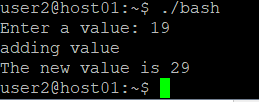 user2@host01:~$ ./bash
Enter a value: 19
adding value
The new value is 29
user2@host01:~$